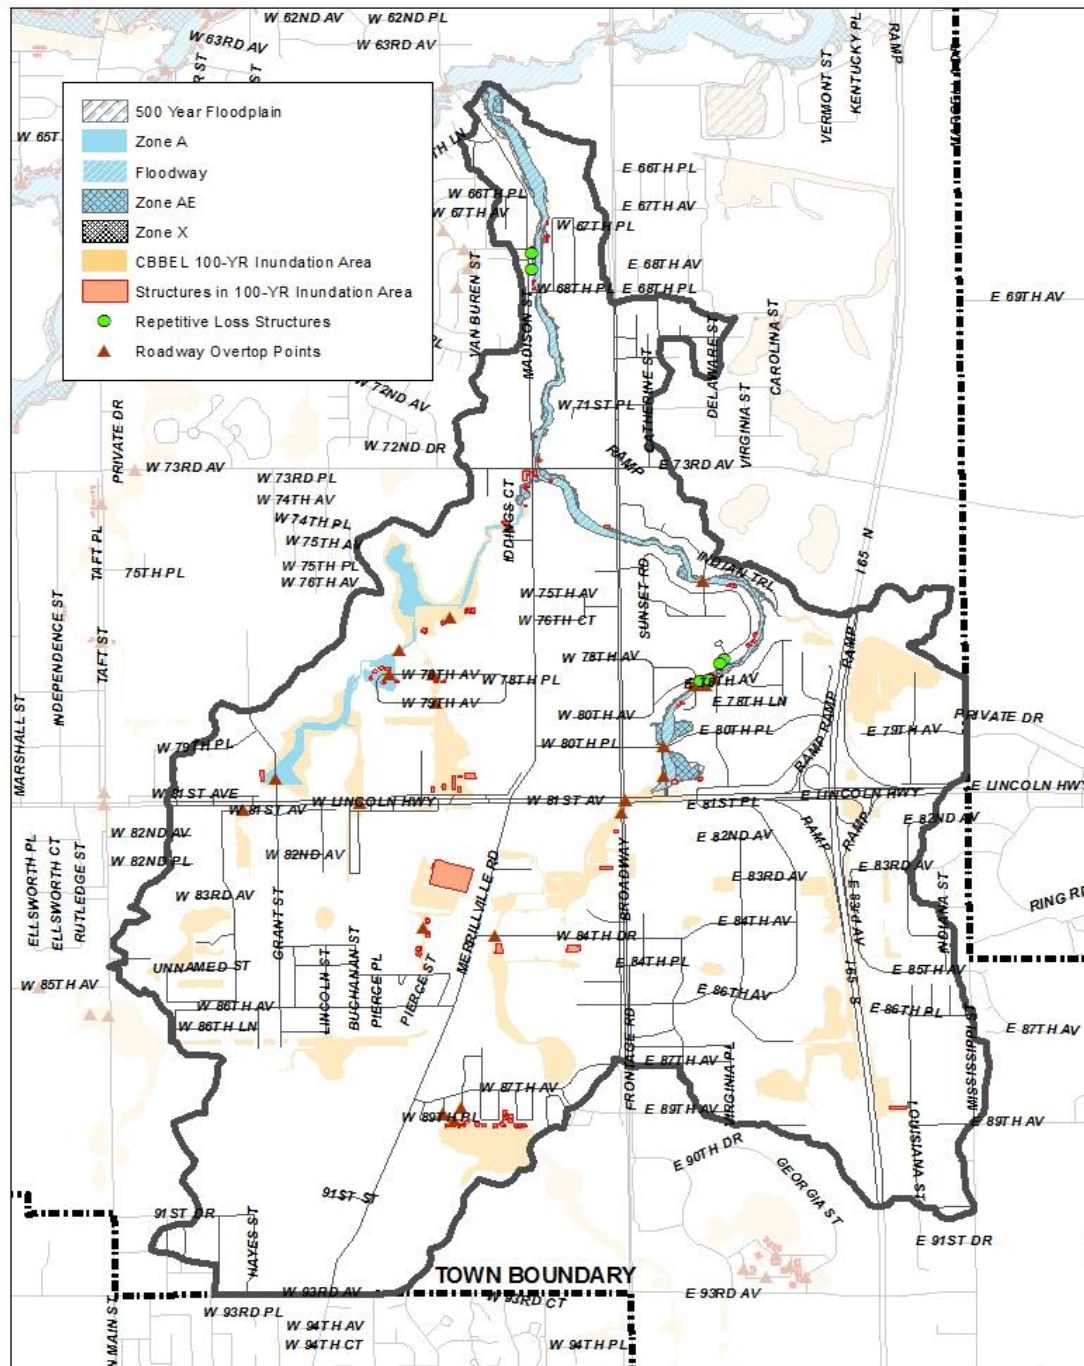 W 62ND AV
W 62ND PL
W 63RD AV
W 63RD AV
RAMP
KENTUCKY PL
VERMONT ST
500 Year Floodplain
Zone A
Floodway
Zone AE
Zone X
CBBEL 100-YR Inundation Area
Structures in 100-YR Inundation Area
Repetitive Loss Structures
Roadway Overtop Points
W 66TH PL
E 66TH PL
W 67TH AV
E 67TH AV
W 67TH PL
E 68TH AV
W 68TH PL
E 68TH PL
E 69TH AV
VAN BUREN ST
MADISON ST
CATHERINE ST
DELAWARE ST
VIRGINIA ST
CAROLINA ST
W 72ND AV
W 71ST PL
W 72ND DR
PRIVATE DR
W 73RD AV
RAMP
E 73RD AV
W 73RD PL
W 74TH AV
W 74TH PL
W 75TH AV
W 75TH PL
W 76TH AV
75TH PL
TAFT PL
TAFT ST
INDEPENDENCE ST
MARSHALL ST
IDDINGS CT
I 65 N
INDIAN TRL
SUNSET RD
W 75TH AV
W 76TH CT
RAMP
W 78TH AV
W 78TH AV
W 78TH PL
E 78TH AV
W 79TH AV
E 78TH LN
W 80TH AV
PRIVATE DR
W 79TH PL
W 80TH PL
E 80TH PL
RAMP
RAMP
E 79TH AV
W 81ST AVE
W LINCOLN HWY
W 81ST AV
E LINCOLN HWY
E LINCOLN HWY
W 81ST AV
E 81ST PL
W 82ND AV
E 82ND AV
RAMP
RAMP
E 82ND AV
W 82ND PL
W 82ND AV
ELLSWORTH PL
ELLSWORTH CT
RUTLEDGE ST
W 83RD AV
E 83RD AV
E 83RD AV
E 83RD AV
GRANT ST
MERRILLVILLE RD
BROADWAY
RING RD
INDIANA ST
E 84TH AV
W 84TH DR
LINCOLN ST
BUCHANAN ST
PIERCE PL
PIERCE ST
UNNAMED ST
E 84TH PL
E 85TH AV
W 85TH AV
I 65 S
E 86TH AV
W 86TH AV
E 86TH PL
W 86TH LN
E 87TH AV
FRONTAGE RD
VIRGINIA PL
MISSISSIPPI ST
E 87TH AV
W 87TH AV
W 89TH PL
E 89TH AV
E 89TH AV
LOUISIANA ST
E 90TH DR
GEORGIA ST
91ST ST
91ST DR
HAYES ST
E 91ST DR
TOWN BOUNDARY
W 93RD AV
W 93RD CT
E 93RD AV
W 93RD PL
MAIN ST
W 94TH AV
W 94TH CT
W 94TH PL